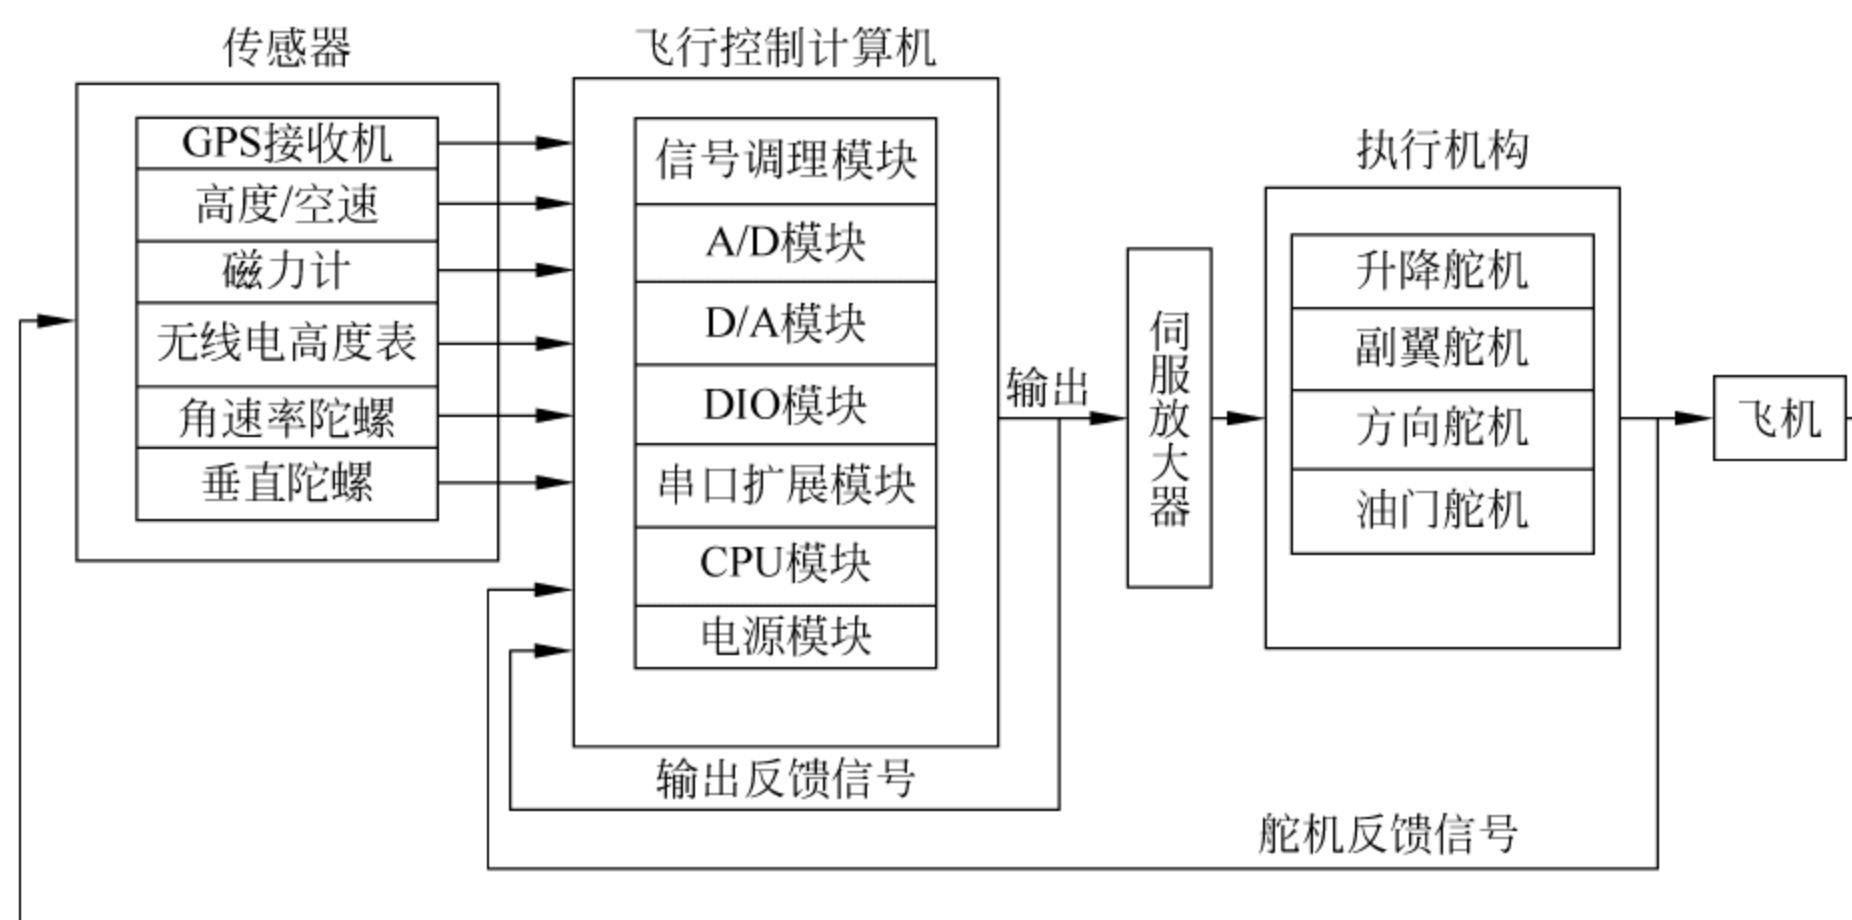 传感器
GPS接收机
高度/空速
磁力计
无线电高度表
角速率陀螺
垂直陀螺
飞行控制计算机
信号调理模块
A/D模块
D/A模块
DIO模块
串口扩展模块
CPU模块
电源模块
输出
伺服放大器
执行机构
升降舵机
副翼舵机
方向舵机
油门舵机
飞机
输出反馈信号
舵机反馈信号